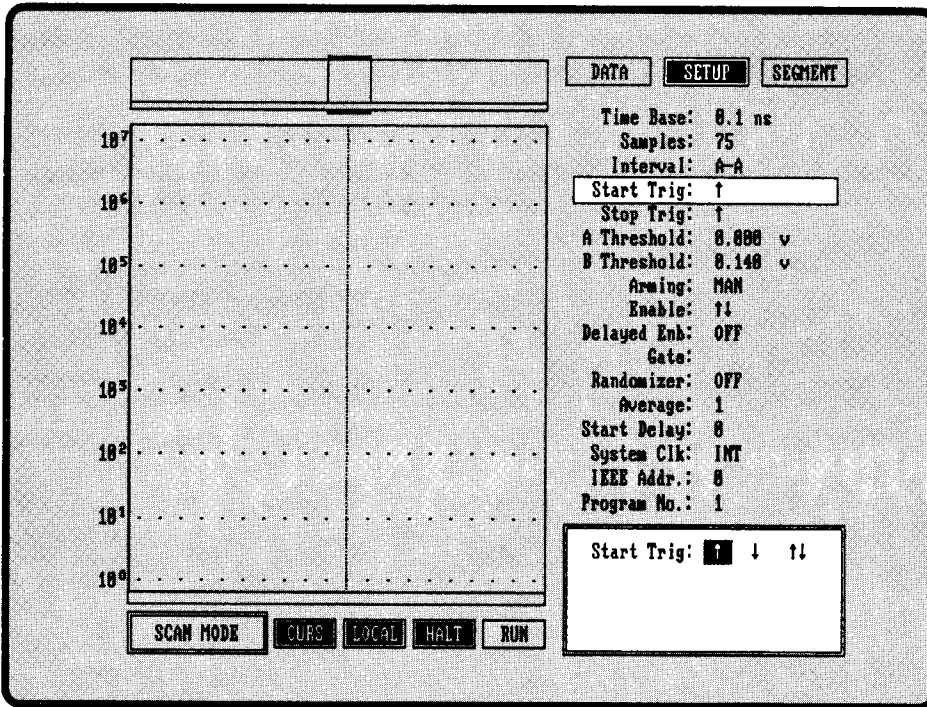 DATA SETUP SEGMENT
Time Base: 0.1 ns
Samples: 75
Interval: A-A
Start Trig: ↑
Stop Trig: ↑
A Threshold: 0.000 v
B Threshold: 0.140 v
Arming: MAN
Enable: ↑↓
Delayed Enb: OFF
Gate:
Randomizer: OFF
Average: 1
Start Delay: 0
System Clk: INT
IEEE Addr.: 0
Program No.: 1
Start Trig: ↑ ↓ ↑↓
10⁷
10⁶
10⁵
10⁴
10³
10²
10¹
10⁰
SCAN MODE CURS LOCAL HALT RUN